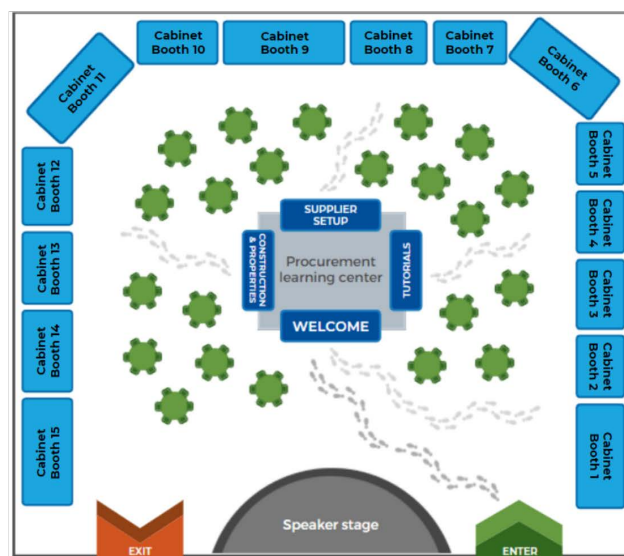 Cabinet
Booth 10
Cabinet
Booth 9
Cabinet
Booth 8
Cabinet
Booth 7
Cabinet
Booth 11
Cabinet
Booth 6
Cabinet
Booth 12
Cabinet
Booth 5
Cabinet
Booth 13
Cabinet
Booth 4
SUPPLIER
SETUP
CONSTRUCTION
& PROPERTIES
Procurement
learning center
TUTORIALS
WELCOME
Cabinet
Booth 14
Cabinet
Booth 3
Cabinet
Booth 2
Cabinet
Booth 15
Cabinet
Booth 1
Speaker stage
EXIT
ENTER